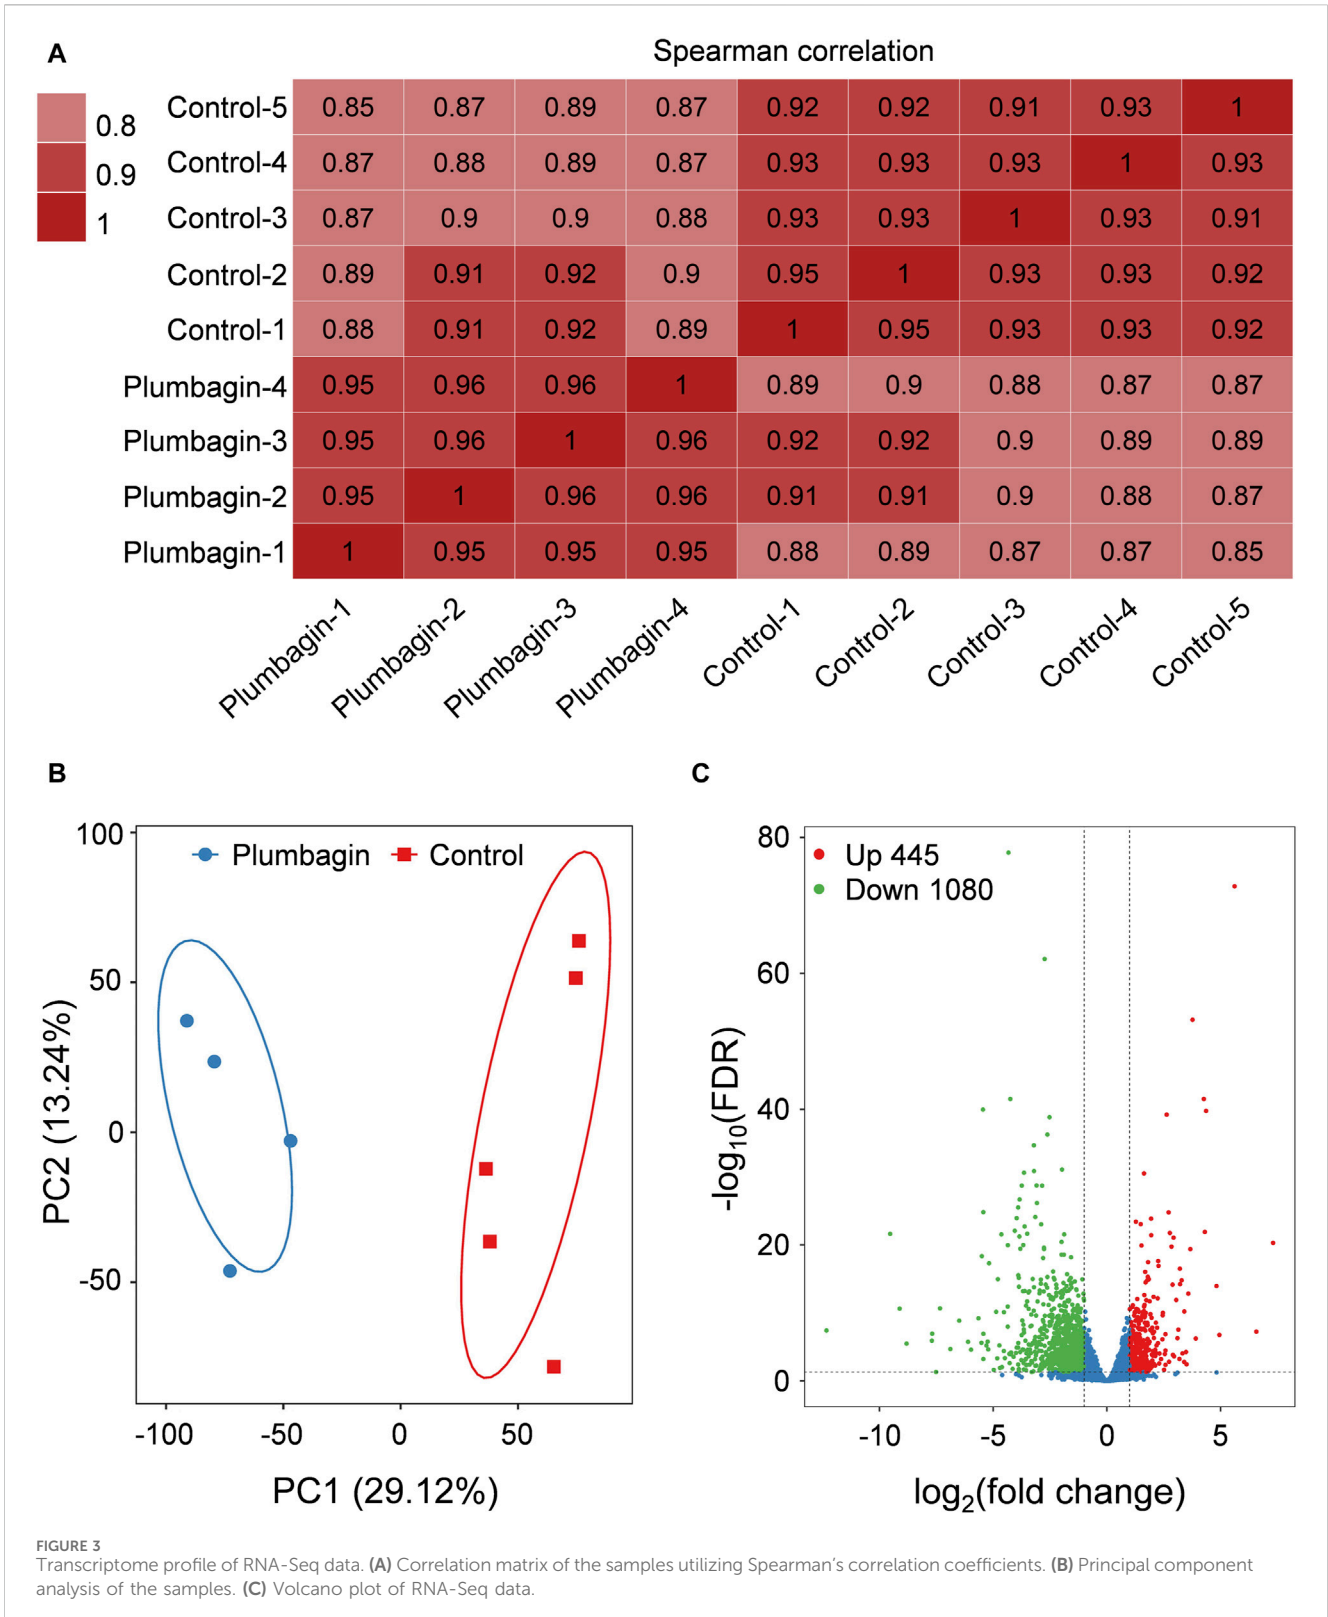 A
Spearman correlation
0.8
0.9
1
Control-5 0.85 0.87 0.89 0.87 0.92 0.92 0.91 0.93 1
Control-4 0.87 0.88 0.89 0.87 0.93 0.93 0.93 1 0.93
Control-3 0.87 0.9 0.9 0.88 0.93 0.93 1 0.93 0.91
Control-2 0.89 0.91 0.92 0.9 0.95 1 0.93 0.93 0.92
Control-1 0.88 0.91 0.92 0.89 1 0.95 0.93 0.93 0.92
Plumbagin-4 0.95 0.96 0.96 1 0.89 0.9 0.88 0.87 0.87
Plumbagin-3 0.95 0.96 1 0.96 0.92 0.92 0.9 0.89 0.89
Plumbagin-2 0.95 1 0.96 0.96 0.91 0.91 0.9 0.88 0.87
Plumbagin-1 1 0.95 0.95 0.95 0.88 0.89 0.87 0.87 0.85
Plumbagin-1 Plumbagin-2 Plumbagin-3 Plumbagin-4 Control-1 Control-2 Control-3 Control-4 Control-5
B
Plumbagin Control
100
50
0
-50
PC2 (13.24%)
-100 -50 0 50
PC1 (29.12%)
C
Up 445
Down 1080
80
60
40
20
0
-log10(FDR)
-10 -5 0 5
log2(fold change)
FIGURE 3
Transcriptome profile of RNA-Seq data. (A) Correlation matrix of the samples utilizing Spearman's correlation coefficients. (B) Principal component
analysis of the samples. (C) Volcano plot of RNA-Seq data.